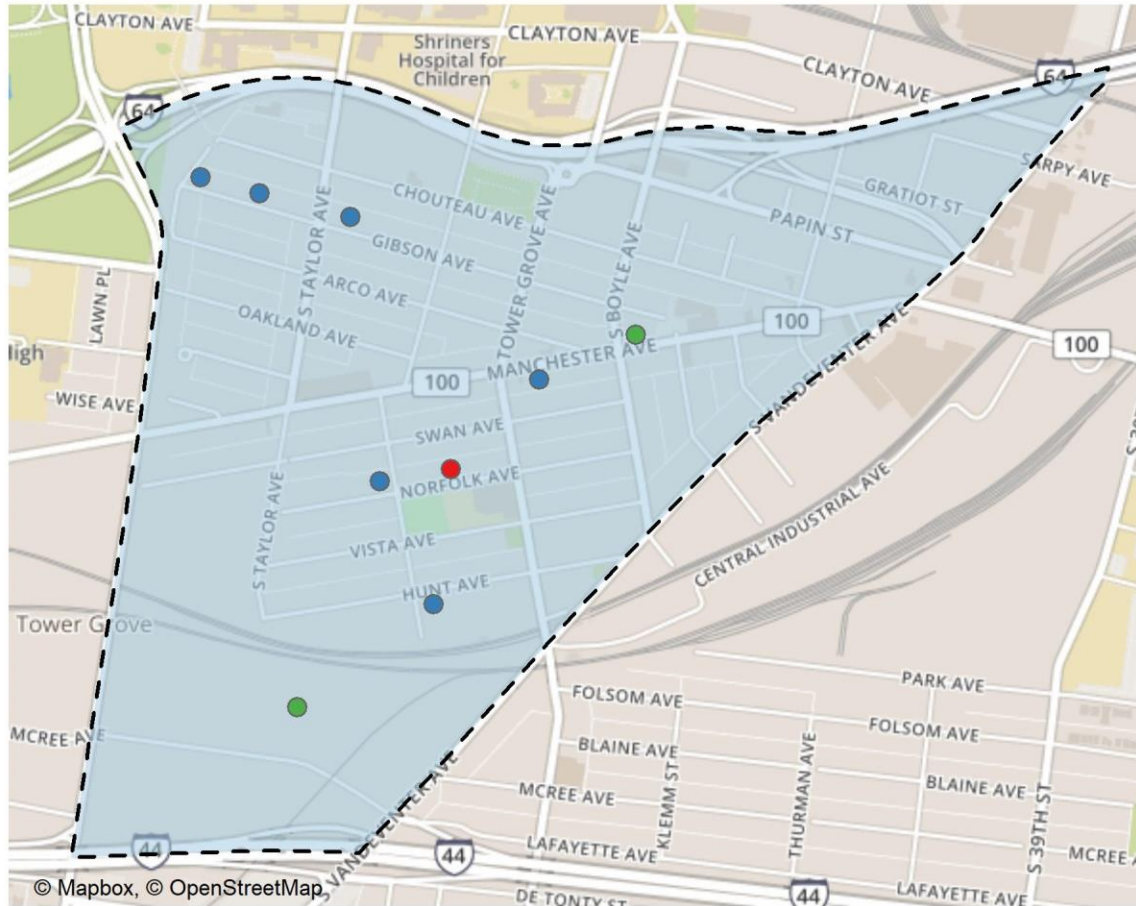 CLAYTON AVE
Shriners
Hospital for
Children
CLAYTON AVE
CLAYTON AVE
64
64
SARPY AVE
GRATIOT ST
CHOUTEAU AVE
PAPIN ST
S TAYLOR AVE
TOWER GROVE AVE
S BOYLE AVE
GIBSON AVE
ARCO AVE
LAWN PL
OAKLAND AVE
100
MANCHESTER AVE
S VANDEVENTER AVE
100
High
100
WISE AVE
SWAN AVE
NORFOLK AVE
S TAYLOR AVE
VISTA AVE
CENTRAL INDUSTRIAL AVE
HUNT AVE
Tower Grove
PARK AVE
FOLSOM AVE
FOLSOM AVE
MCREE AVE
BLAINE AVE
BLAINE AVE
KLEMM ST
THURMAN AVE
S 39TH ST
MCREE AVE
S VANDEVENTER AVE
LAFAYETTE AVE
MCREE A
44
44
44
LAFAYETTE AVE
DE TONTY ST
© Mapbox, © OpenStreetMap